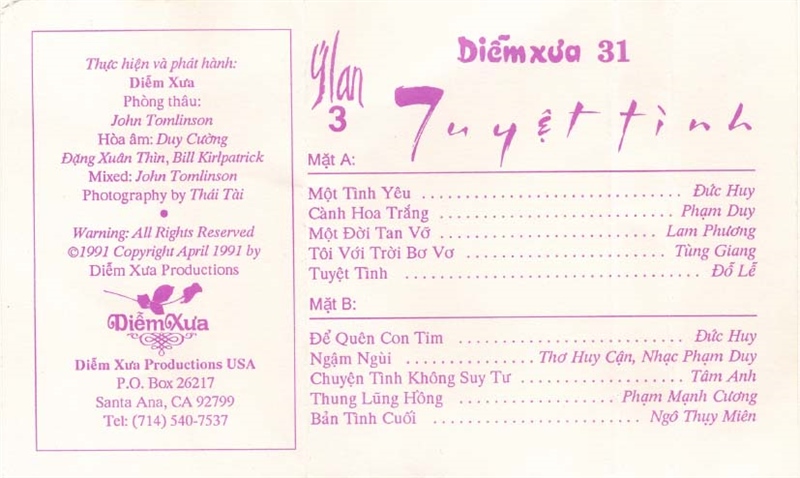 Thực hiện và phát hành:
Diễm Xưa
Phòng thâu:
John Tomlinson
Hòa âm: Duy Cường
Đặng Xuân Thìn, Bill Kirlpatrick
Mixed: John Tomlinson
Photography by Thái Tài
•
Warning: All Rights Reserved
©1991 Copyright April 1991 by
Diễm Xưa Productions
DiễmXưa
Diễm Xưa Productions USA
P.O. Box 26217
Santa Ana, CA 92799
Tel: (714) 540-7537
Ý Lan
3
Diễmxưa 31
Tuyệt tình
Mặt A:
Một Tình Yêu ................................ Đức Huy
Cành Hoa Trắng ............................. Phạm Duy
Một Đời Tan Vỡ ............................ Lam Phương
Tôi Với Trời Bơ Vơ ........................ Tùng Giang
Tuyệt Tình ................................. Đỗ Lễ
Mặt B:
Để Quên Con Tim ............................ Đức Huy
Ngậm Ngùi ................ Thơ Huy Cận, Nhạc Phạm Duy
Chuyện Tình Không Suy Tư ................... Tâm Anh
Thung Lũng Hồng ..................... Phạm Mạnh Cương
Bản Tình Cuối .......................... Ngô Thụy Miên